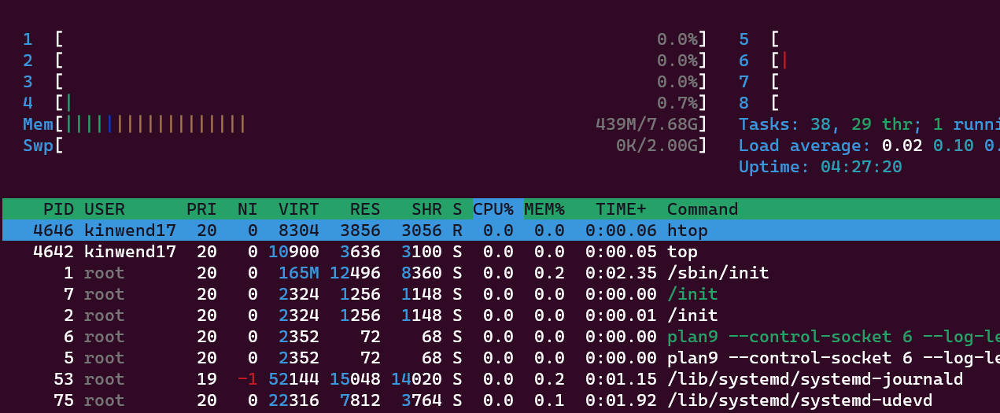 1 [ 0.0%] 5 [
2 [ 0.0%] 6 [|
3 [ 0.0%] 7 [
4 [| 0.7%] 8 [
Mem[|||||||||||||||||| 439M/7.68G] Tasks: 38, 29 thr; 1 runni
Swp[ 0K/2.00G] Load average: 0.02 0.10 0.
Uptime: 04:27:20
PID USER PRI NI VIRT RES SHR S CPU% MEM% TIME+ Command
4646 kinwend17 20 0 8304 3856 3056 R 0.0 0.0 0:00.06 htop
4642 kinwend17 20 0 10900 3636 3100 S 0.0 0.0 0:00.05 top
1 root 20 0 165M 12496 8360 S 0.0 0.2 0:02.35 /sbin/init
7 root 20 0 2324 1256 1148 S 0.0 0.0 0:00.00 /init
2 root 20 0 2324 1256 1148 S 0.0 0.0 0:00.01 /init
6 root 20 0 2352 72 68 S 0.0 0.0 0:00.00 plan9 --control-socket 6 --log-le
5 root 20 0 2352 72 68 S 0.0 0.0 0:00.00 plan9 --control-socket 6 --log-le
53 root 19 -1 52144 15048 14020 S 0.0 0.2 0:01.15 /lib/systemd/systemd-journald
75 root 20 0 22316 7812 3764 S 0.0 0.1 0:01.92 /lib/systemd/systemd-udevd